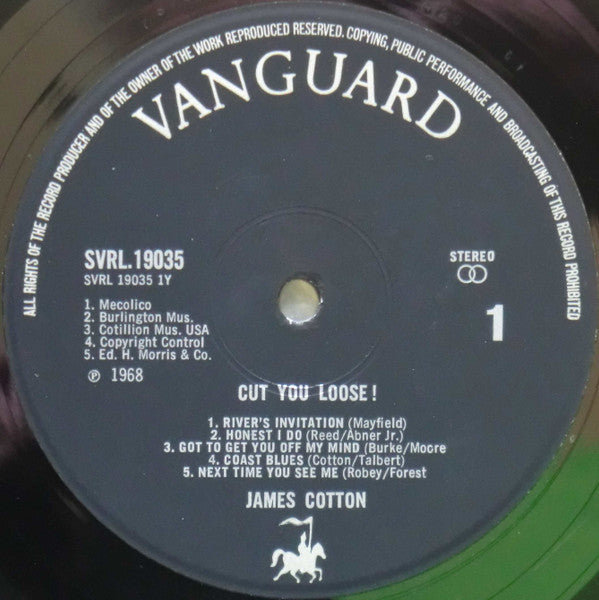 ALL RIGHTS OF THE RECORD PRODUCER AND OF THE OWNER OF THE WORK REPRODUCED RESERVED. COPYING, PUBLIC PERFORMANCE AND BROADCASTING OF THIS RECORD PROHIBITED
VANGUARD
SVRL.19035
SVRL 19035 1Y
STEREO
1. Mecolico
2. Burlington Mus.
3. Cotillion Mus. USA
4. Copyright Control
5. Ed. H. Morris & Co.
℗ 1968
1
CUT YOU LOOSE!
1. RIVER'S INVITATION (Mayfield)
2. HONEST I DO (Reed/Abner Jr.)
3. GOT TO GET YOU OFF MY MIND (Burke/Moore
4. COAST BLUES (Cotton/Talbert)
5. NEXT TIME YOU SEE ME (Robey/Forest
JAMES COTTON